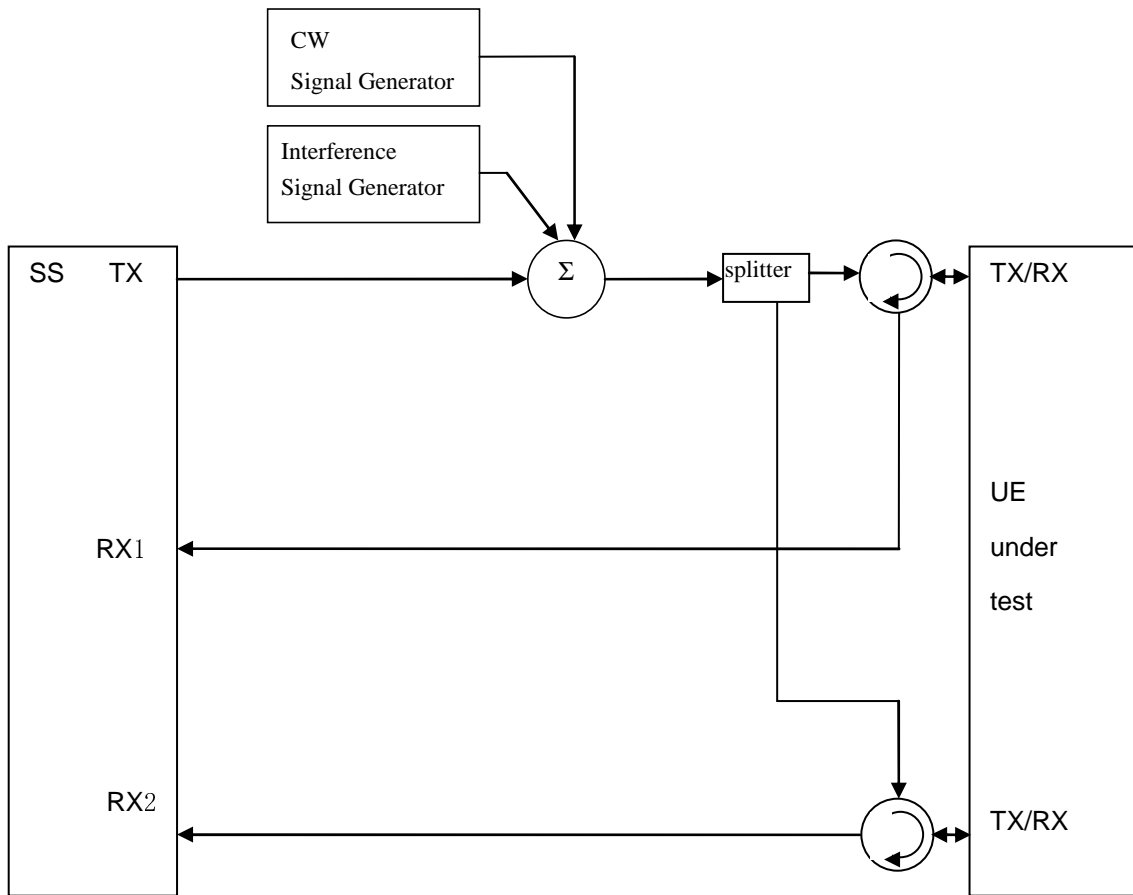 CW
Signal Generator
Interference
Signal Generator
SS TX
Σ
splitter
TX/RX
UE
under
test
RX1
RX2
TX/RX